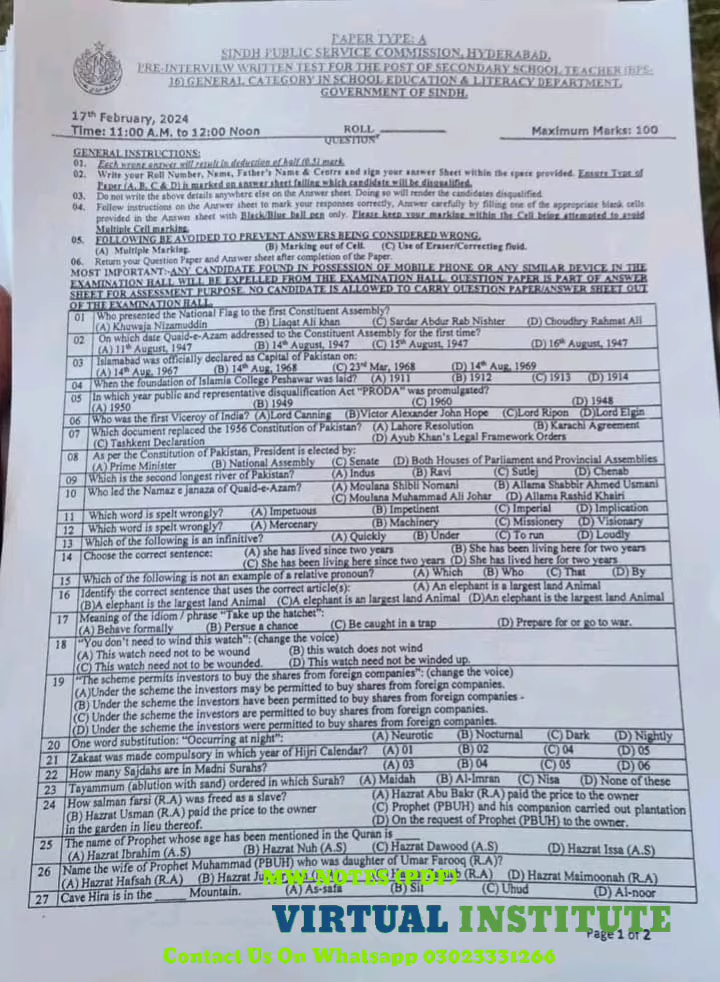 PAPER TYPE: A
SINDH PUBLIC SERVICE COMMISSION, HYDERABAD,
PRE-INTERVIEW WRITTEN TEST FOR THE POST OF SECONDARY SCHOOL TEACHER (BPS-
16) GENERAL CATEGORY IN SCHOOL EDUCATION & LITERACY DEPARTMENT,
GOVERNMENT OF SINDH.
17th February, 2024
Time: 11:00 A.M. to 12:00 Noon ROLL Maximum Marks: 100
QUESTION
GENERAL INSTRUCTIONS:
01. Each wrong answer will result in deduction of half (0.5) mark.
02. Write your Roll Number, Name, Father's Name & Centre and sign your answer Sheet within the space provided. Ensure Type of
Paper (A, B, C & D) is marked on answer sheet failing which candidate will be disqualified.
03. Do not write the above details anywhere else on the Answer sheet. Doing so will render the candidates disqualified.
04. Follow instructions on the Answer sheet to mark your responses correctly, Answer carefully by filling one of the appropriate blank cells
provided in the Answer sheet with Black/Blue ball pen only. Please keep your marking within the Cell being attempted to avoid
Multiple Cell marking.
05. FOLLOWING BE AVOIDED TO PREVENT ANSWERS BEING CONSIDERED WRONG.
(A) Multiple Marking. (B) Marking out of Cell. (C) Use of Eraser/Correcting fluid.
06. Return your Question Paper and Answer sheet after completion of the Paper.
MOST IMPORTANT:-ANY CANDIDATE FOUND IN POSSESSION OF MOBILE PHONE OR ANY SIMILAR DEVICE IN THE
EXAMINATION HALL WILL BE EXPELLED FROM THE EXAMINATION HALL. QUESTION PAPER IS PART OF ANSWER
SHEET FOR ASSESSMENT PURPOSE. NO CANDIDATE IS ALLOWED TO CARRY QUESTION PAPER/ANSWER SHEET OUT
OF THE EXAMINATION HALL.
01 Who presented the National Flag to the first Constituent Assembly?
(A) Khuwaja Nizamuddin (B) Liaqat Ali khan (C) Sardar Abdur Rab Nishter (D) Choudhry Rahmat Ali
02 On which date Quaid-e-Azam addressed to the Constituent Assembly for the first time?
(A) 11th August, 1947 (B) 14th August, 1947 (C) 15th August, 1947 (D) 16th August, 1947
03 Islamabad was officially declared as Capital of Pakistan on:
(A) 14th Aug, 1967 (B) 14th Aug, 1968 (C) 23rd Mar, 1968 (D) 14th Aug, 1969
04 When the foundation of Islamia College Peshawar was laid? (A) 1911 (B) 1912 (C) 1913 (D) 1914
05 In which year public and representative disqualification Act "PRODA" was promulgated?
(A) 1950 (B) 1949 (C) 1960 (D) 1948
06 Who was the first Viceroy of India? (A)Lord Canning (B)Victor Alexander John Hope (C)Lord Ripon (D)Lord Elgin
07 Which document replaced the 1956 Constitution of Pakistan? (A) Lahore Resolution (B) Karachi Agreement
(C) Tashkent Declaration (D) Ayub Khan's Legal Framework Orders
08 As per the Constitution of Pakistan, President is elected by:
(A) Prime Minister (B) National Assembly (C) Senate (D) Both Houses of Parliament and Provincial Assemblies
09 Which is the second longest river of Pakistan? (A) Indus (B) Ravi (C) Sutlej (D) Chenab
10 Who led the Namaz e janaza of Quaid-e-Azam? (A) Moulana Shibli Nomani (B) Allama Shabbir Ahmed Usmani
(C) Moulana Muhammad Ali Johar (D) Allama Rashid Khairi
11 Which word is spelt wrongly? (A) Impetuous (B) Impetinent (C) Imperial (D) Implication
12 Which word is spelt wrongly? (A) Mercenary (B) Machinery (C) Missionery (D) Visionary
13 Which of the following is an infinitive? (A) Quickly (B) Under (C) To run (D) Loudly
14 Choose the correct sentence: (A) she has lived since two years (B) She has been living here for two years
(C) She has been living here since two years (D) She has lived here for two years
15 Which of the following is not an example of a relative pronoun? (A) Which (B) Who (C) That (D) By
16 Identify the correct sentence that uses the correct article(s): (A) An elephant is a largest land Animal
(B)A elephant is the largest land Animal (C)A elephant is an largest land Animal (D)An elephant is the largest land Animal
17 Meaning of the idiom / phrase "Take up the hatchet":
(A) Behave formally (B) Persue a chance (C) Be caught in a trap (D) Prepare for or go to war.
18 "You don't need to wind this watch": (change the voice)
(A) This watch need not to be wound (B) this watch does not wind
(C) This watch need not to be wounded. (D) This watch need not be winded up.
19 "The scheme permits investors to buy the shares from foreign companies": (change the voice)
(A)Under the scheme the investors may be permitted to buy shares from foreign companies.
(B) Under the scheme the investors have been permitted to buy shares from foreign companies -
(C) Under the scheme the investors are permitted to buy shares from foreign companies.
(D) Under the scheme the investors were permitted to buy shares from foreign companies.
20 One word substitution: "Occurring at night": (A) Neurotic (B) Nocturnal (C) Dark (D) Nightly
21 Zakaat was made compulsory in which year of Hijri Calendar? (A) 01 (B) 02 (C) 04 (D) 05
22 How many Sajdahs are in Madni Surahs? (A) 03 (B) 04 (C) 05 (D) 06
23 Tayammum (ablution with sand) ordered in which Surah? (A) Maidah (B) Al-Imran (C) Nisa (D) None of these
24 How salman farsi (R.A) was freed as a slave? (A) Hazrat Abu Bakr (R.A) paid the price to the owner
(B) Hazrat Usman (R.A) paid the price to the owner (C) Prophet (PBUH) and his companion carried out plantation
in the garden in lieu thereof. (D) On the request of Prophet (PBUH) to the owner.
25 The name of Prophet whose age has been mentioned in the Quran is ___
(A) Hazrat Ibrahim (A.S) (B) Hazrat Nuh (A.S) (C) Hazrat Dawood (A.S) (D) Hazrat Issa (A.S)
26 Name the wife of Prophet Muhammad (PBUH) who was daughter of Umar Farooq (R.A)?
(A) Hazrat Hafsah (R.A) (B) Hazrat (R.A) (D) Hazrat Maimoonah (R.A)
MW-NOTES (PDF)
27 Cave Hira is in the ___ Mountain. (A) As-safa (B) Sil (C) Uhud (D) Al-noor
VIRTUAL INSTITUTE
Page 1 of 2
Contact Us On Whatsapp 03023331266